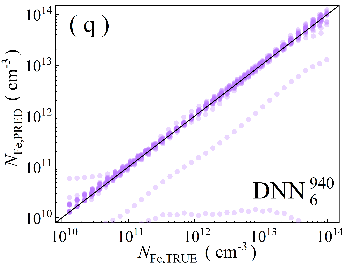 ( q )
10^14
10^13
10^12
10^11
10^10
N_Fe,PRED ( cm^-3 )
DNN_6^940
10^10 10^11 10^12 10^13 10^14
N_Fe,TRUE ( cm^-3 )